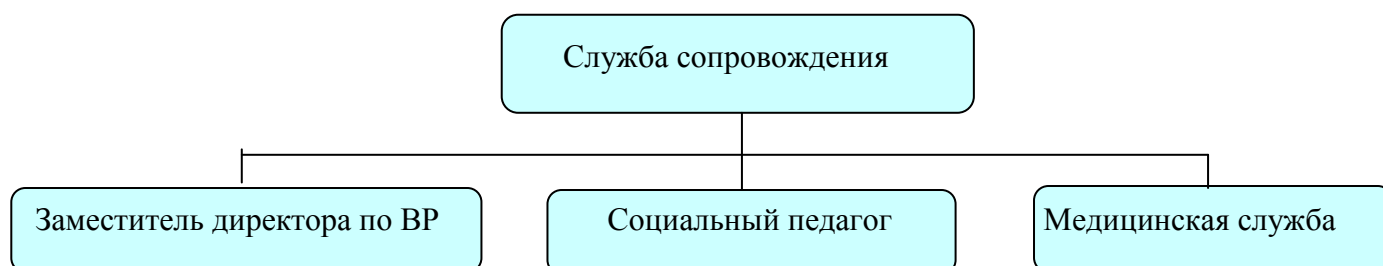 Служба сопровождения
Заместитель директора по ВР
Социальный педагог
Медицинская служба